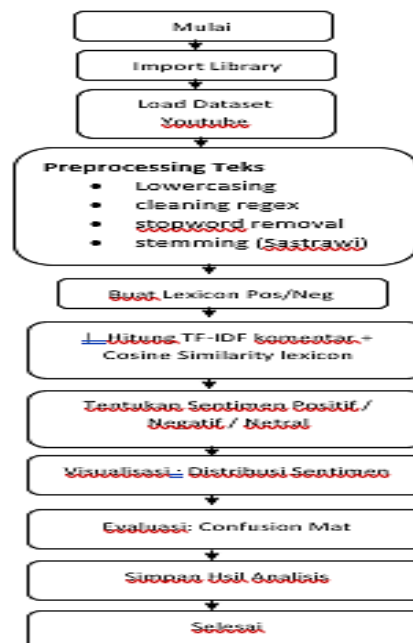 Mulai
Import Library
Load Dataset
Youtube
Preprocessing Teks
• Lowercasing
• cleaning regex
• stopword removal
• stemming (Sastrawi)
Buat Lexicon Pos/Neg
Hitung TF-IDF komentar +
Cosine Similarity lexicon
Tentukan Sentimen Positif /
Negatif / Netral
Visualisasi : Distribusi Sentimen
Evaluasi: Confusion Mat
Simpan Hsil Analisis
Selesai